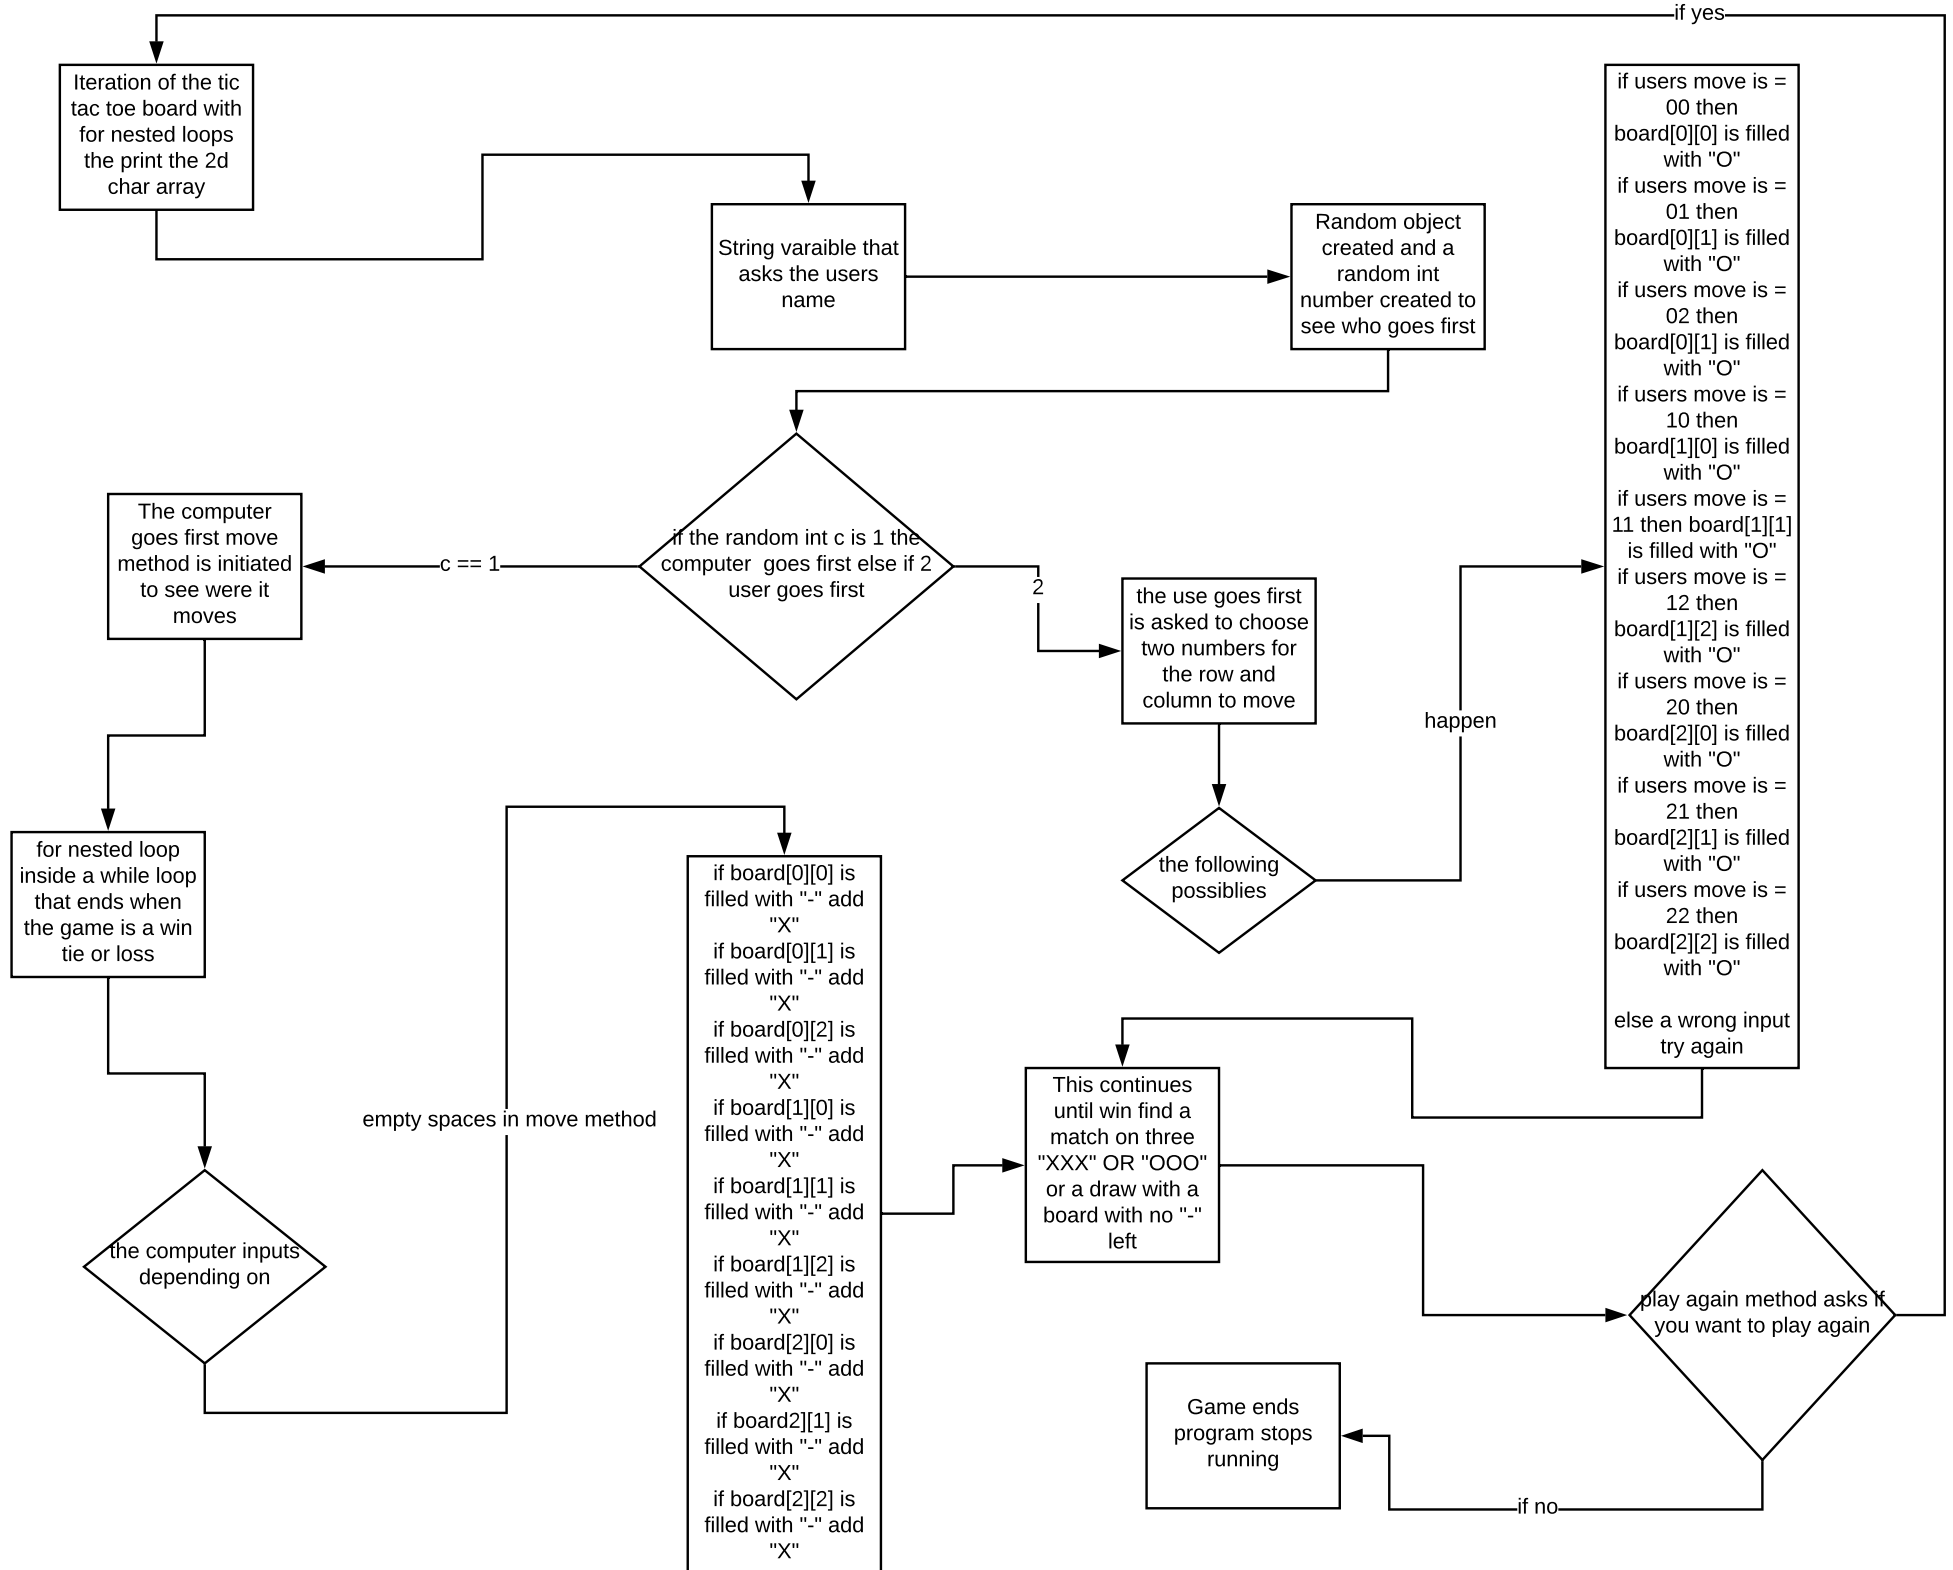 if yes
Iteration of the tic
tac toe board with
for nested loops
the print the 2d
char array
String varaible that
asks the users
name
Random object
created and a
random int
number created to
see who goes first
if users move is =
00 then
board[0][0] is filled
with "O"
if users move is =
01 then
board[0][1] is filled
with "O"
if users move is =
02 then
board[0][1] is filled
with "O"
if users move is =
10 then
board[1][0] is filled
with "O"
if users move is =
11 then board[1][1]
is filled with "O"
if users move is =
12 then
board[1][2] is filled
with "O"
if users move is =
20 then
board[2][0] is filled
with "O"
if users move is =
21 then
board[2][1] is filled
with "O"
if users move is =
22 then
board[2][2] is filled
with "O"
else a wrong input
try again
if the random int c is 1 the
computer  goes first else if 2
user goes first
c == 1
The computer
goes first move
method is initiated
to see were it
moves
2
the use goes first
is asked to choose
two numbers for
the row and
column to move
happen
the following
possiblies
for nested loop
inside a while loop
that ends when
the game is a win
tie or loss
the computer inputs
depending on
empty spaces in move method
if board[0][0] is
filled with "-" add
"X"
if board[0][1] is
filled with "-" add
"X"
if board[0][2] is
filled with "-" add
"X"
if board[1][0] is
filled with "-" add
"X"
if board[1][1] is
filled with "-" add
"X"
if board[1][2] is
filled with "-" add
"X"
if board[2][0] is
filled with "-" add
"X"
if board2][1] is
filled with "-" add
"X"
if board[2][2] is
filled with "-" add
"X"
This continues
until win find a
match on three
"XXX" OR "OOO"
or a draw with a
board with no "-"
left
play again method asks if
you want to play again
if no
Game ends
program stops
running